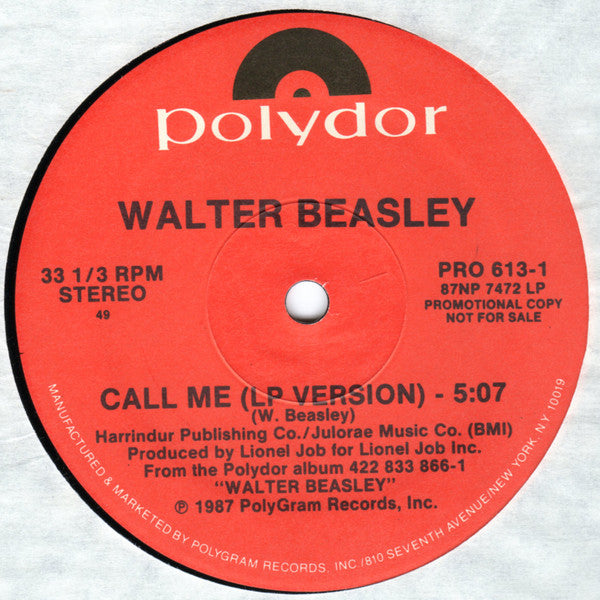 polydor
WALTER BEASLEY
33 1/3 RPM
STEREO
49
PRO 613-1
87NP 7472 LP
PROMOTIONAL COPY
NOT FOR SALE
CALL ME (LP VERSION) - 5:07
(W. Beasley)
Harrindur Publishing Co./Julorae Music Co. (BMI)
Produced by Lionel Job for Lionel Job Inc.
From the Polydor album 422 833 866-1
"WALTER BEASLEY"
℗ 1987 PolyGram Records, Inc.
MANUFACTURED & MARKETED BY POLYGRAM RECORDS, INC./810 SEVENTH AVENUE/NEW YORK, NY 10019